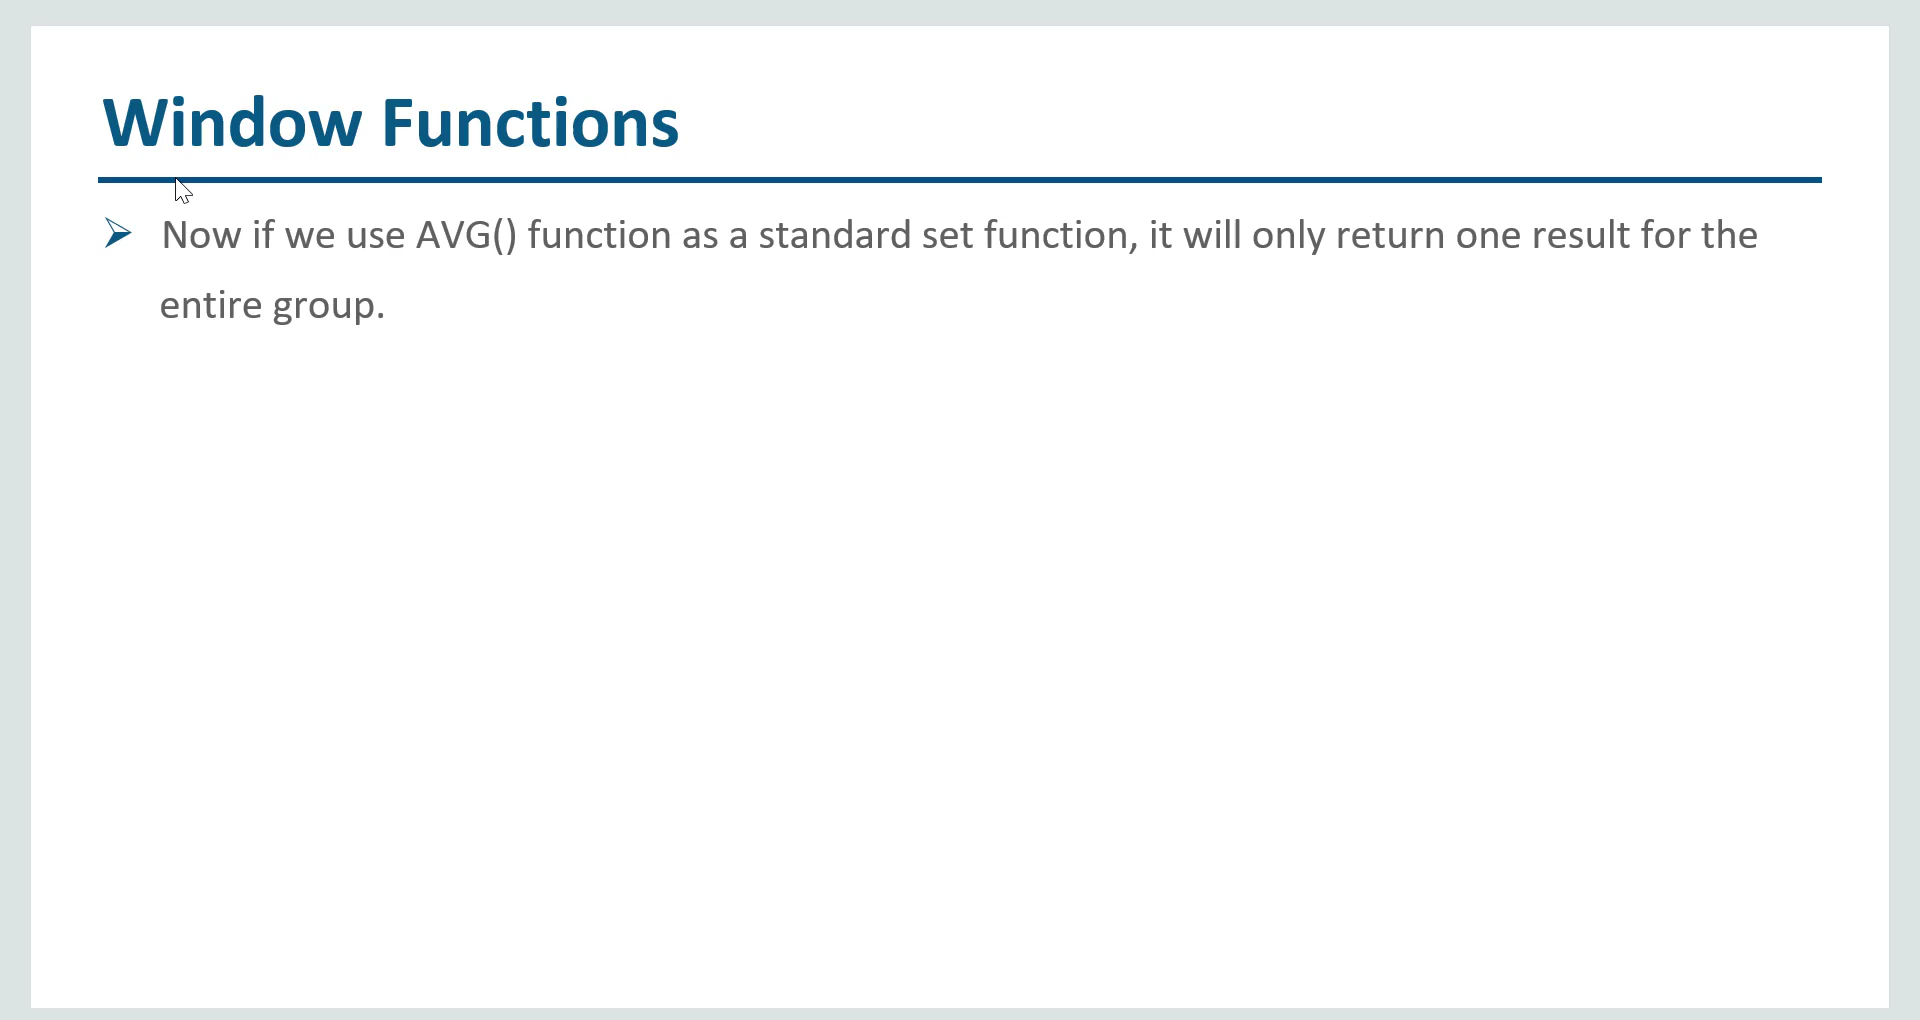 Window Functions
Now if we use AVG() function as a standard set function, it will only return one result for the
entire group.